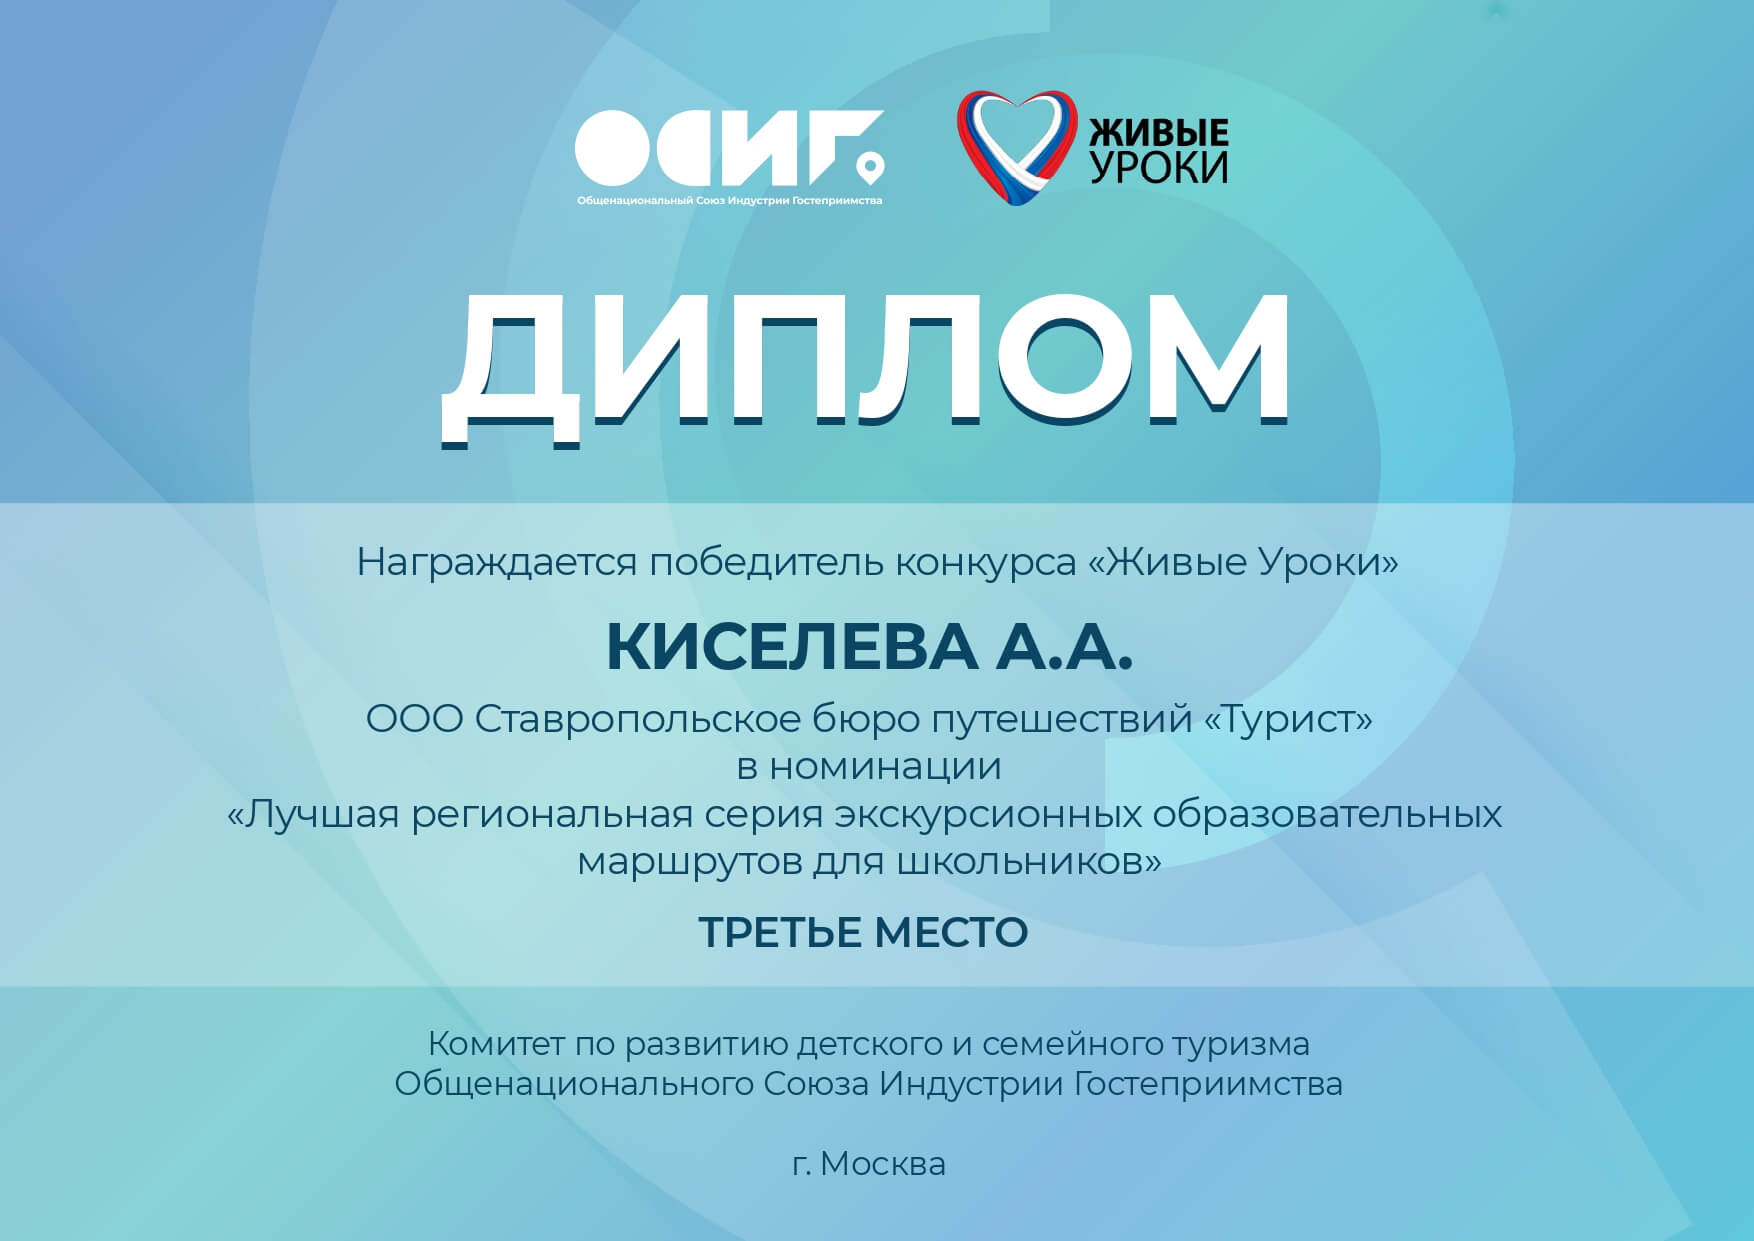 ОСИГ.
Общенациональный Союз Индустрии Гостеприимства
ЖИВЫЕ
УРОКИ
ДИПЛОМ
Награждается победитель конкурса «Живые Уроки»
КИСЕЛЕВА А.А.
ООО Ставропольское бюро путешествий «Турист»
в номинации
«Лучшая региональная серия экскурсионных образовательных
маршрутов для школьников»
ТРЕТЬЕ МЕСТО
Комитет по развитию детского и семейного туризма
Общенационального Союза Индустрии Гостеприимства
г. Москва